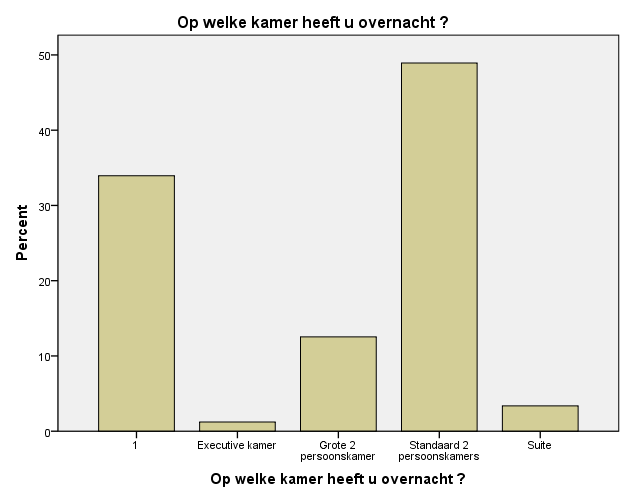 Op welke kamer heeft u overnacht ?
50
40
30
20
10
0
Percent
1
Executive kamer
Grote 2
persoonskamer
Standaard 2
persoonskamers
Suite
Op welke kamer heeft u overnacht ?